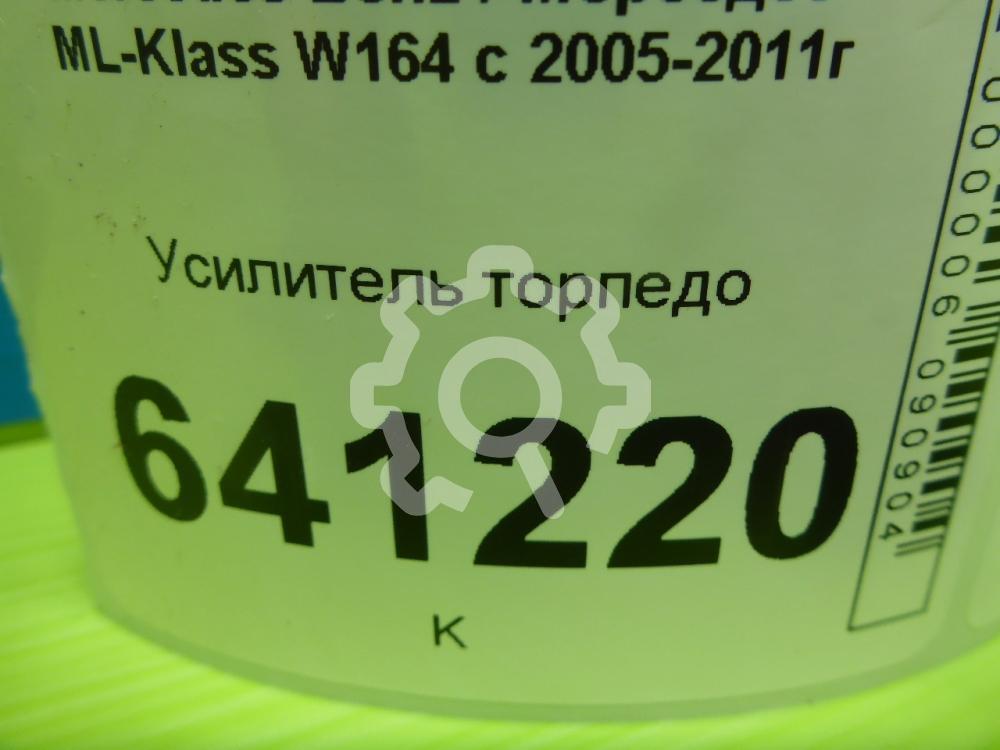 ML-Klass W164 с 2005-2011г
Усилитель торпедо
641220
К